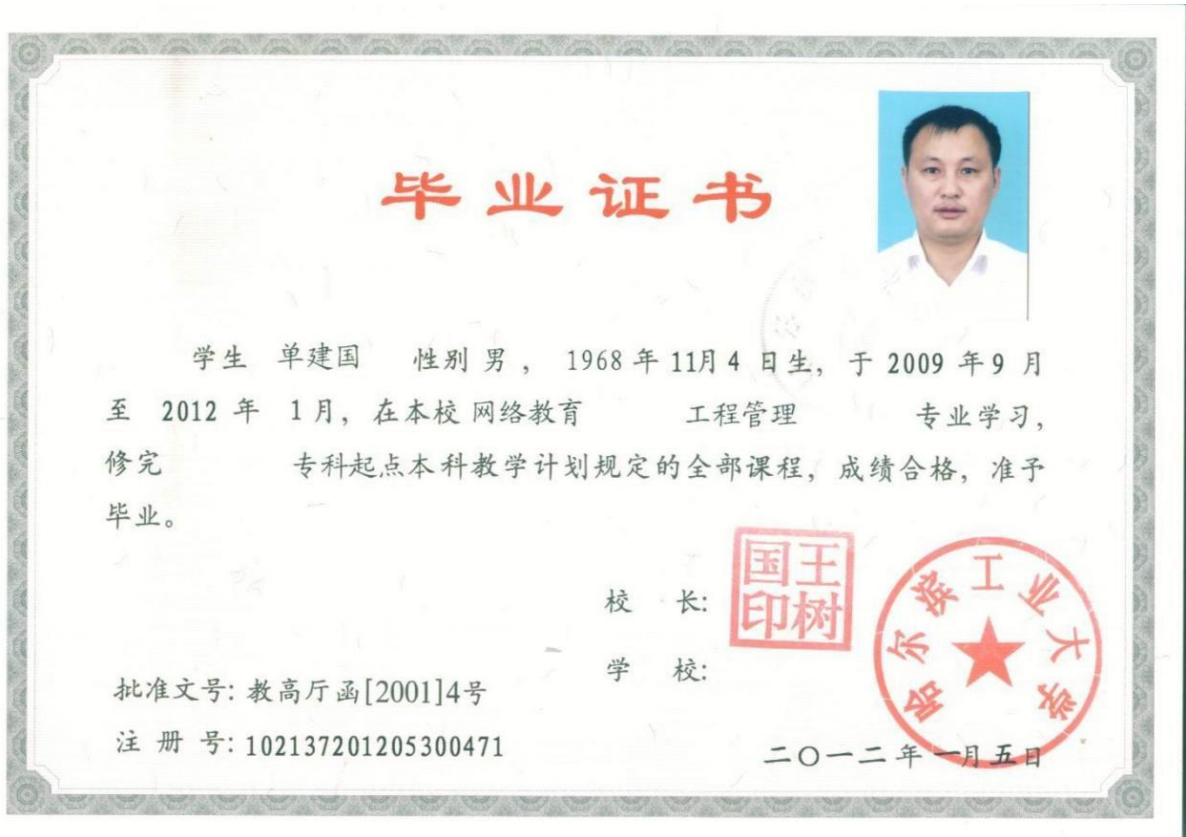 毕业证书
学生 单建国 性别 男 , 1968 年 11月 4 日生, 于 2009 年 9 月
至 2012 年 1 月, 在本校 网络教育 工程管理 专业学习,
修完 专科起点本科教学计划规定的全部课程, 成绩合格, 准予
毕业。
校 长:
国王
印树
学 校:
哈尔滨工业大学
批准文号: 教高厅函[2001]4号
注 册 号: 102137201205300471
二〇一二年 一月 五日